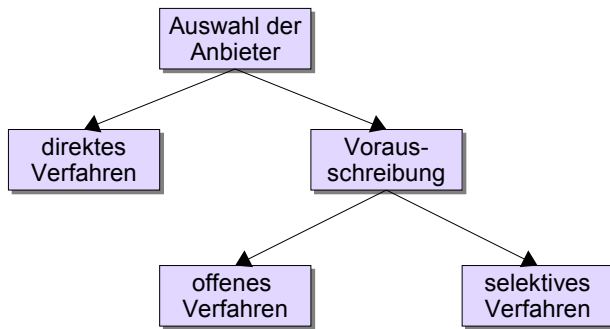 Auswahl der
Anbieter
direktes
Verfahren
Voraus-
schreibung
offenes
Verfahren
selektives
Verfahren